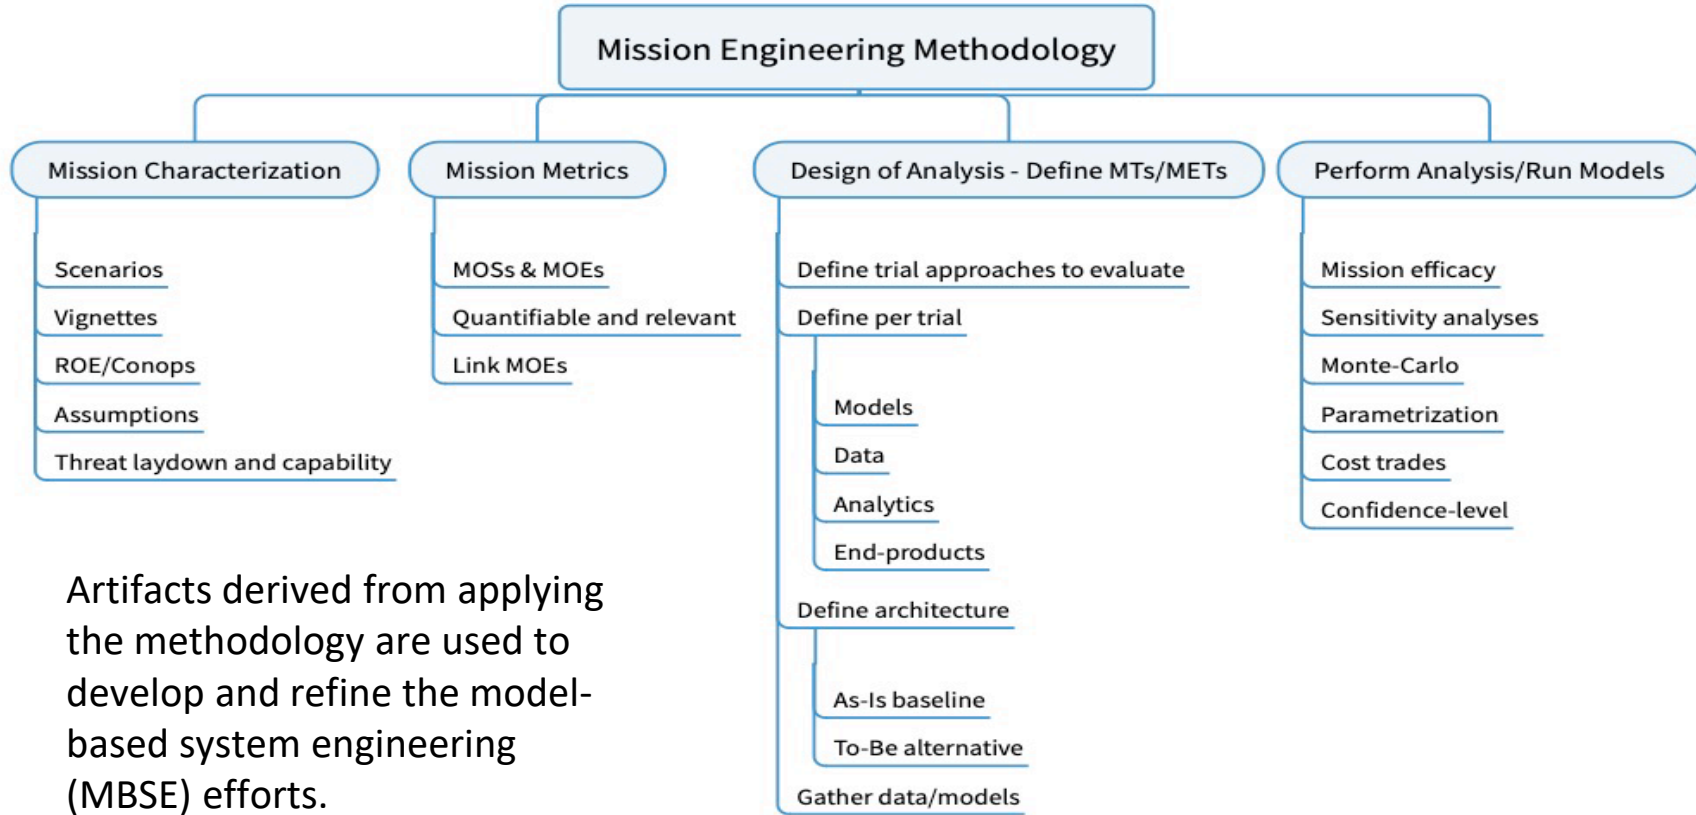 Mission Engineering Methodology
Mission Characterization
Scenarios
Vignettes
ROE/Conops
Assumptions
Threat laydown and capability
Mission Metrics
MOSs & MOEs
Quantifiable and relevant
Link MOEs
Design of Analysis - Define MTs/METs
Define trial approaches to evaluate
Define per trial
Models
Data
Analytics
End-products
Define architecture
As-Is baseline
To-Be alternative
Gather data/models
Perform Analysis/Run Models
Mission efficacy
Sensitivity analyses
Monte-Carlo
Parametrization
Cost trades
Confidence-level
Artifacts derived from applying
the methodology are used to
develop and refine the model-
based system engineering
(MBSE) efforts.